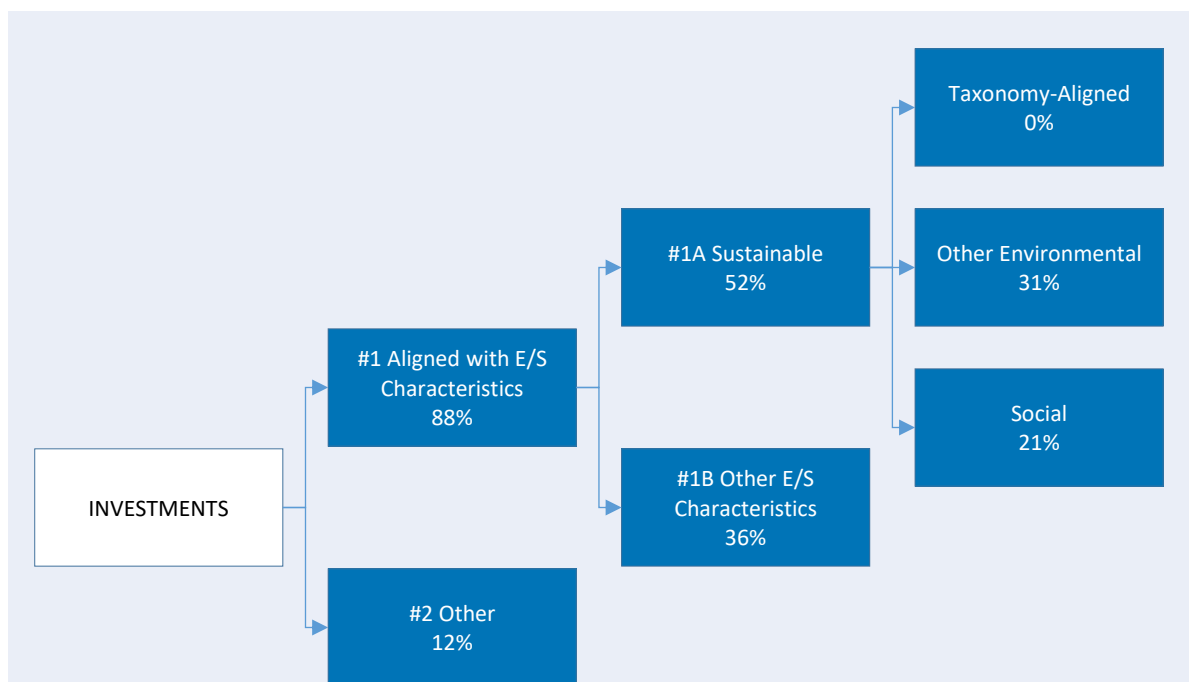 INVESTMENTS
#1 Aligned with E/S
Characteristics
88%
#2 Other
12%
#1A Sustainable
52%
#1B Other E/S
Characteristics
36%
Taxonomy-Aligned
0%
Other Environmental
31%
Social
21%